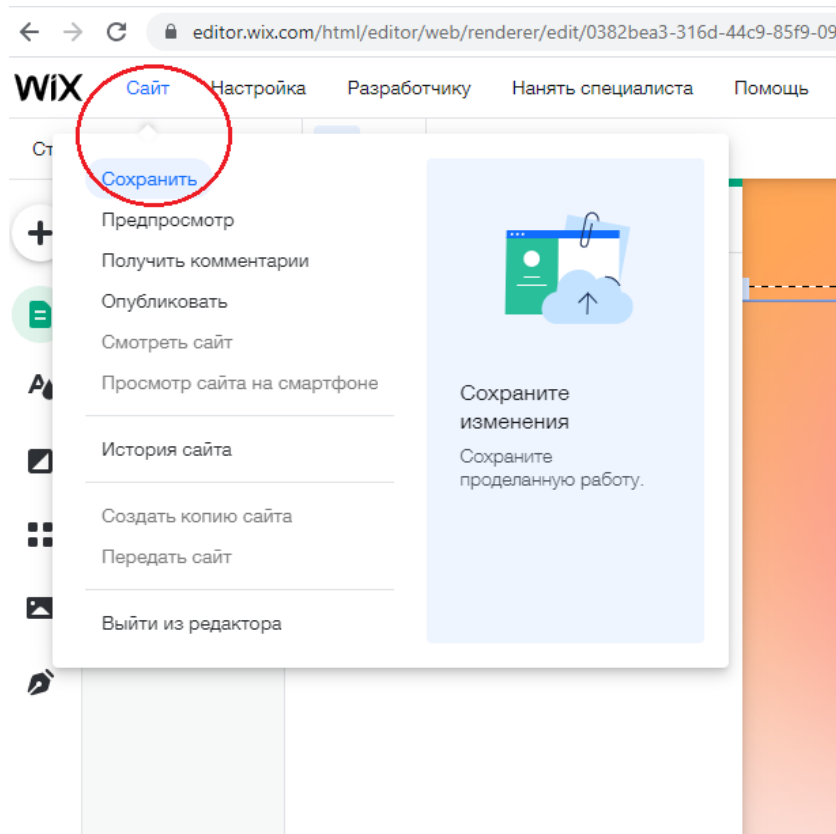 editor.wix.com/html/editor/web/renderer/edit/0382bea3-316d-44c9-85f9-09
WiX Сайт Настройка Разработчику Нанять специалиста Помощь
Ст
Сохранить
Предпросмотр
Получить комментарии
Опубликовать
Смотреть сайт
Просмотр сайта на смартфоне
История сайта
Создать копию сайта
Передать сайт
Выйти из редактора
Сохраните
изменения
Сохраните
проделанную работу.